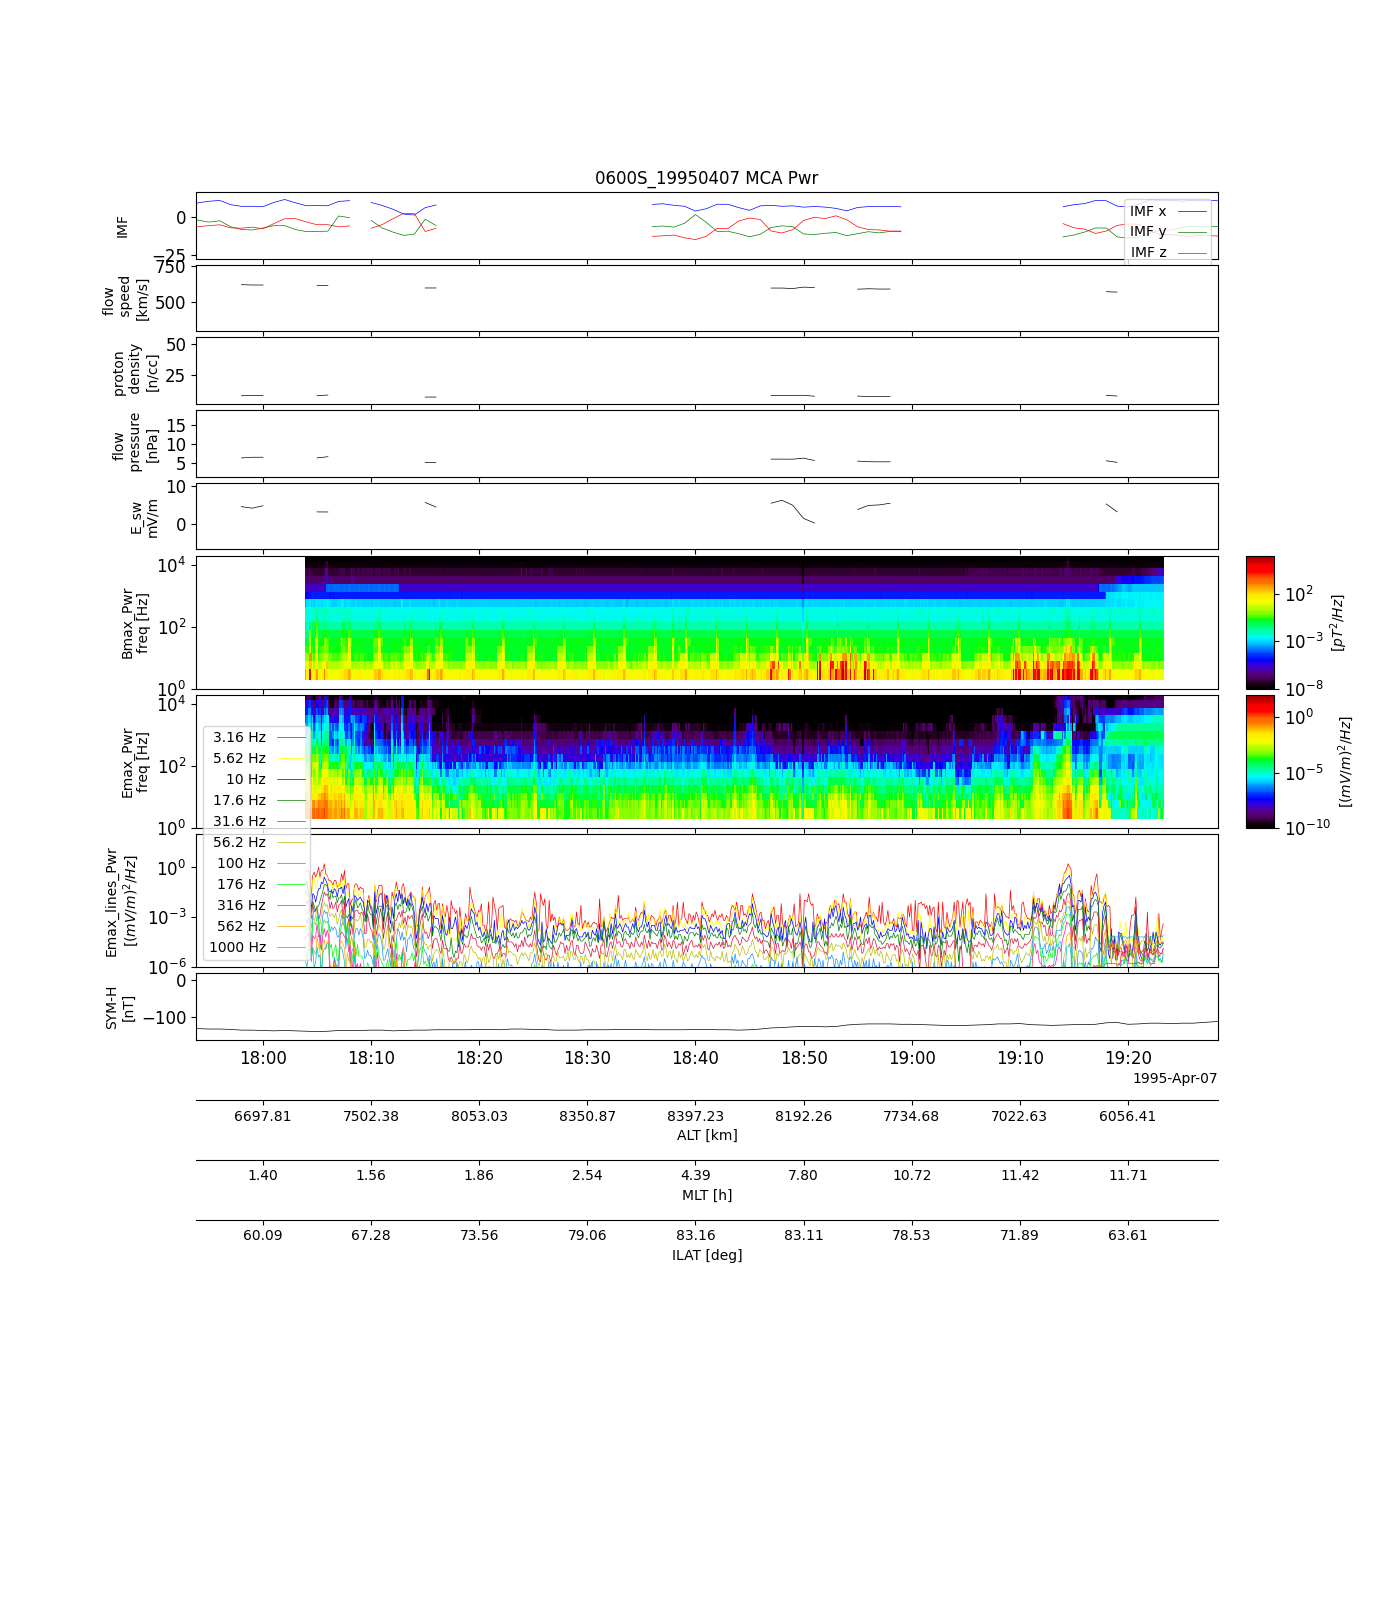 0600S_19950407 MCA Pwr
IMF
0
−25
IMF x
IMF y
IMF z
flow
speed
[km/s]
750
500
proton
density
[n/cc]
50
25
flow
pressure
[nPa]
15
10
5
E_sw
mV/m
10
0
Bmax_Pwr
freq [Hz]
10^4
10^2
10^0
10^2
10^−3
10^−8
[pT^2/Hz]
Emax_Pwr
freq [Hz]
10^4
10^2
10^0
10^0
10^−5
10^−10
[(mV/m)^2/Hz]
3.16 Hz
5.62 Hz
10 Hz
17.6 Hz
31.6 Hz
56.2 Hz
100 Hz
176 Hz
316 Hz
562 Hz
1000 Hz
Emax_lines_Pwr
[(mV/m)^2/Hz]
10^0
10^−3
10^−6
SYM-H
[nT]
0
−100
18:00 18:10 18:20 18:30 18:40 18:50 19:00 19:10 19:20
1995-Apr-07
6697.81 7502.38 8053.03 8350.87 8397.23 8192.26 7734.68 7022.63 6056.41
ALT [km]
1.40 1.56 1.86 2.54 4.39 7.80 10.72 11.42 11.71
MLT [h]
60.09 67.28 73.56 79.06 83.16 83.11 78.53 71.89 63.61
ILAT [deg]